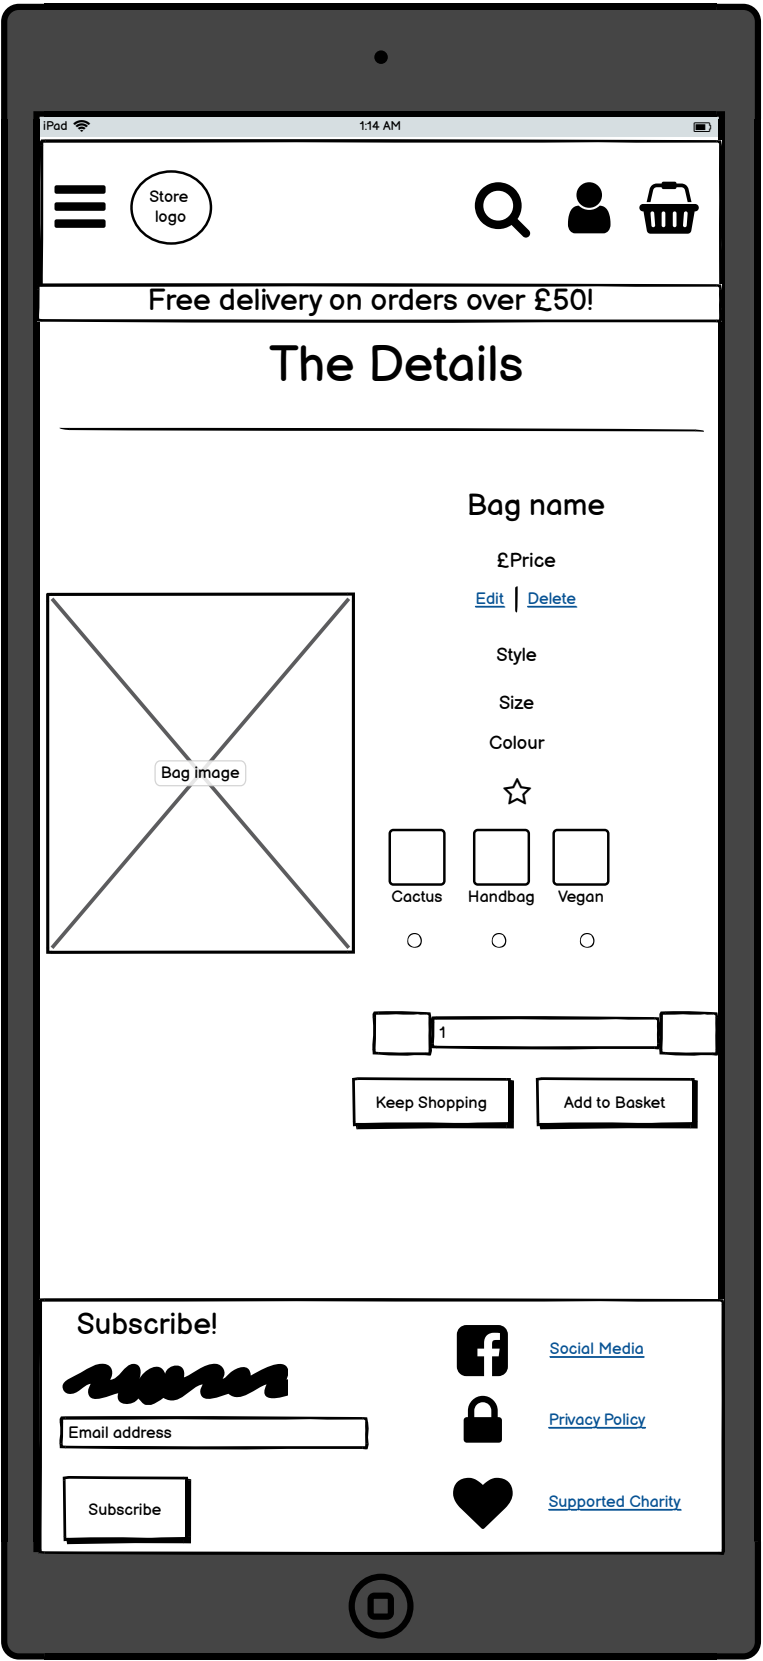 iPad
1:14 AM
Store
logo
Free delivery on orders over £50!
The Details
Bag name
£Price
Edit | Delete
Style
Size
Colour
Bag image
Cactus Handbag Vegan
1
Keep Shopping Add to Basket
Subscribe!
Social Media
Privacy Policy
Email address
Supported Charity
Subscribe